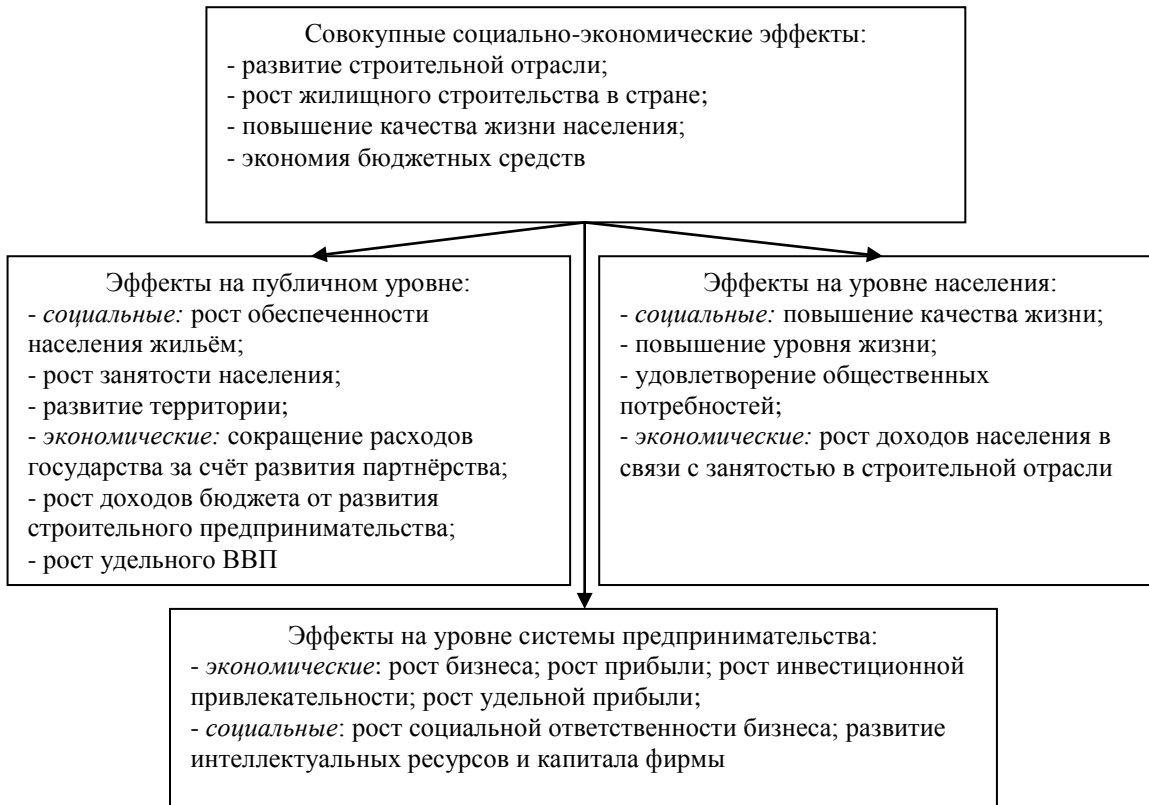 Совокупные социально-экономические эффекты:
- развитие строительной отрасли;
- рост жилищного строительства в стране;
- повышение качества жизни населения;
- экономия бюджетных средств
Эффекты на публичном уровне:
- социальные: рост обеспеченности
населения жильём;
- рост занятости населения;
- развитие территории;
- экономические: сокращение расходов
государства за счёт развития партнёрства;
- рост доходов бюджета от развития
строительного предпринимательства;
- рост удельного ВВП
Эффекты на уровне населения:
- социальные: повышение качества жизни;
- повышение уровня жизни;
- удовлетворение общественных
потребностей;
- экономические: рост доходов населения в
связи с занятостью в строительной отрасли
Эффекты на уровне системы предпринимательства:
- экономические: рост бизнеса; рост прибыли; рост инвестиционной
привлекательности; рост удельной прибыли;
- социальные: рост социальной ответственности бизнеса; развитие
интеллектуальных ресурсов и капитала фирмы